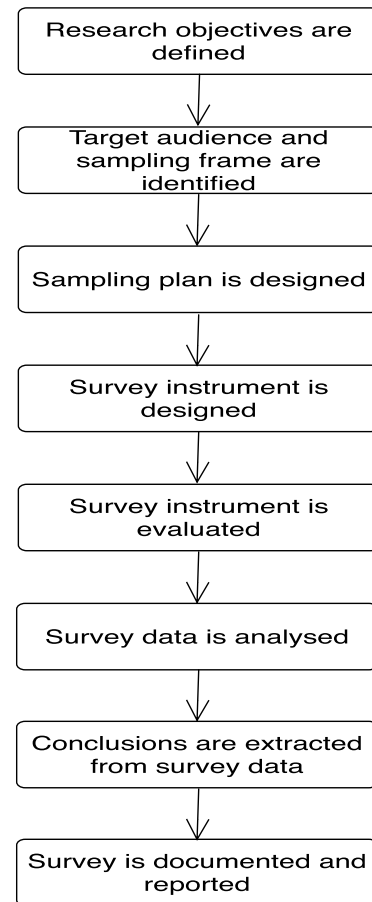 Research objectives are
defined
Target audience and
sampling frame are
identified
Sampling plan is designed
Survey instrument is
designed
Survey instrument is
evaluated
Survey data is analysed
Conclusions are extracted
from survey data
Survey is documented and
reported